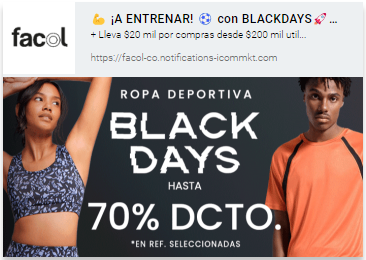 facol
💪 ¡A ENTRENAR! ⚽ con BLACKDAYS🚀...
+ Lleva $20 mil por compras desde $200 mil util...
https://facol-co.notifications-icommkt.com
ROPA DEPORTIVA
BLACK
DAYS
HASTA
70% DCTO.
*EN REF. SELECCIONADAS